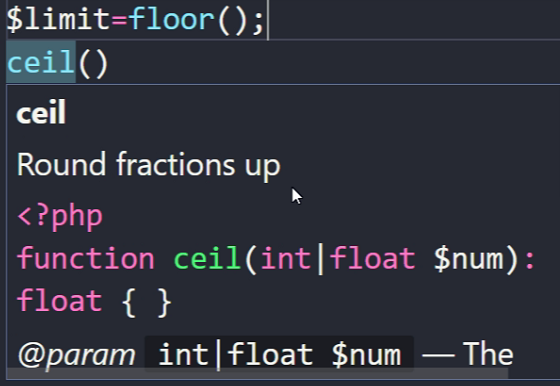 $limit=floor();
ceil()
ceil
Round fractions up
<?php
function ceil(int|float $num):
float { }
@param int|float $num — The